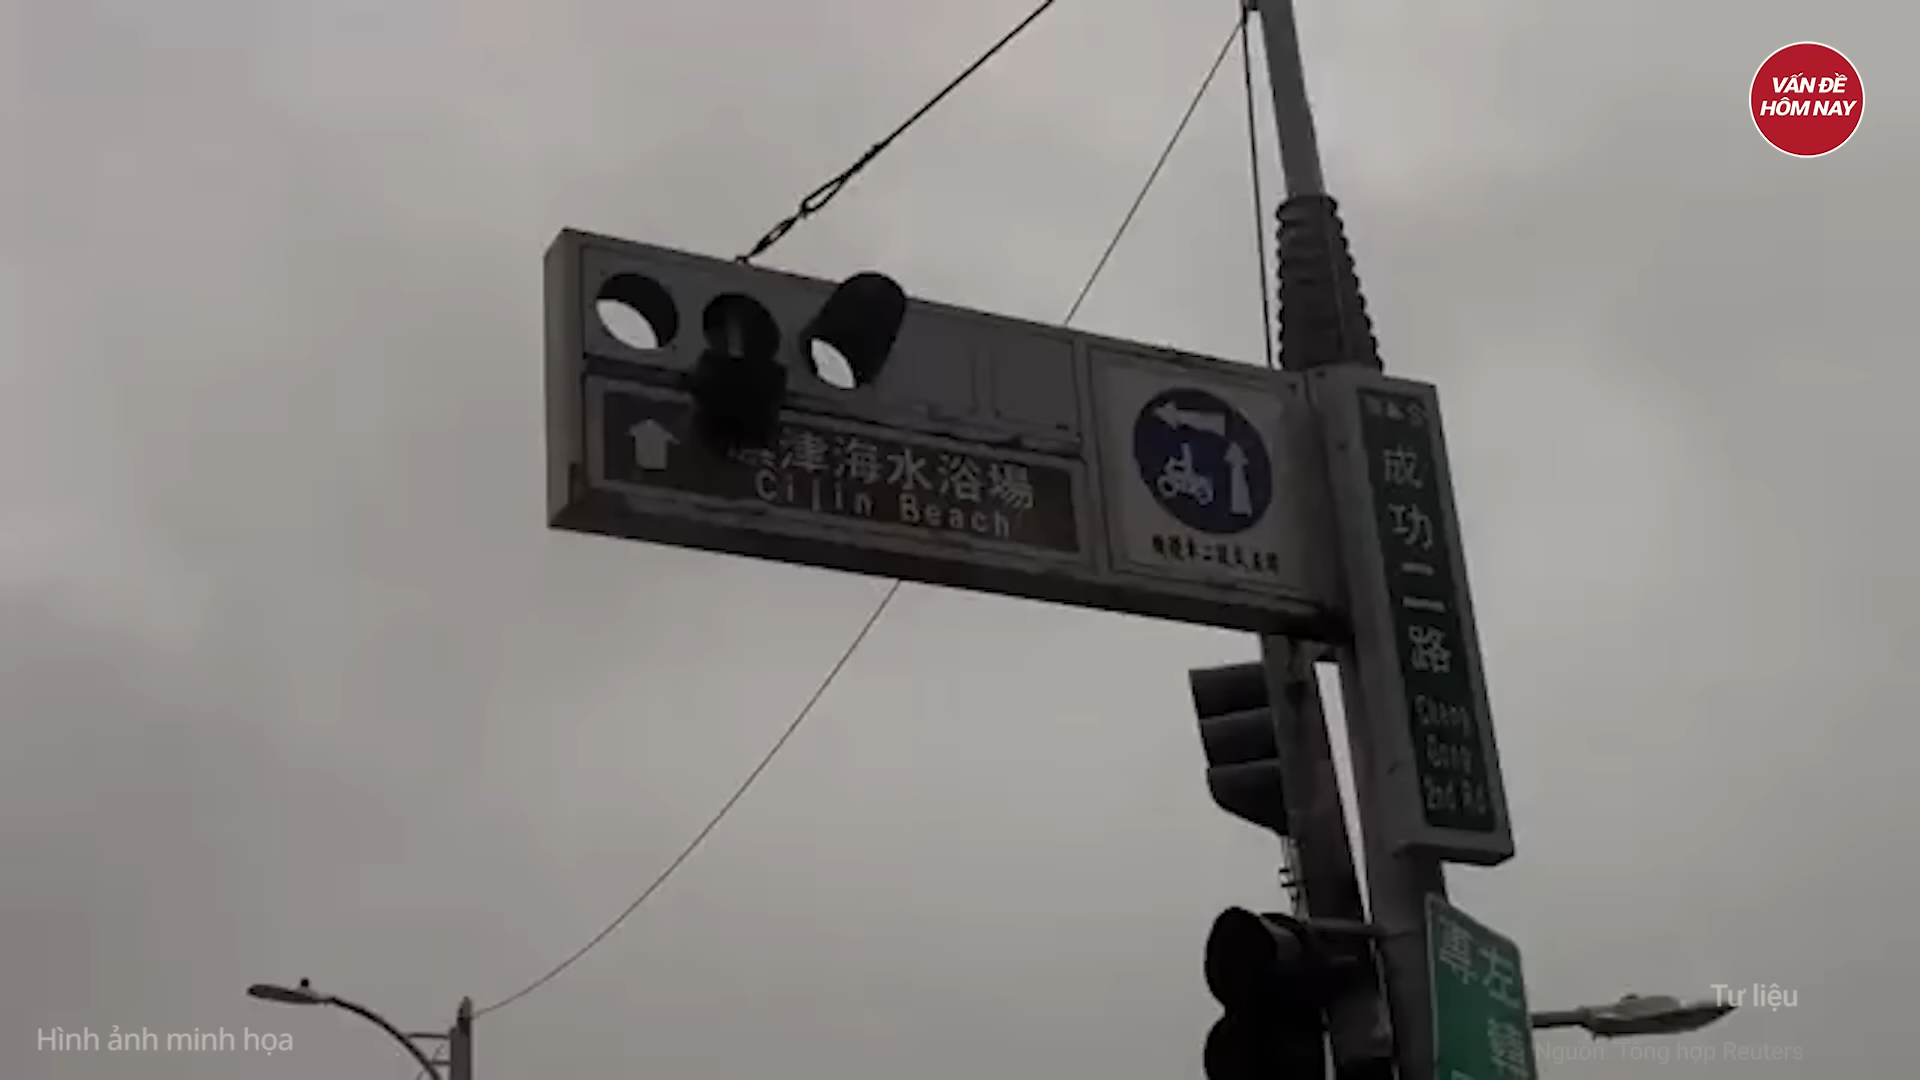 VẤN ĐỀ
HÔM NAY
津海水浴場
Cijin Beach
成功二路
Cheng
Gong
2nd Rd
Tư liệu
Hình ảnh minh họa
Nguồn: Tổng hợp Reuters